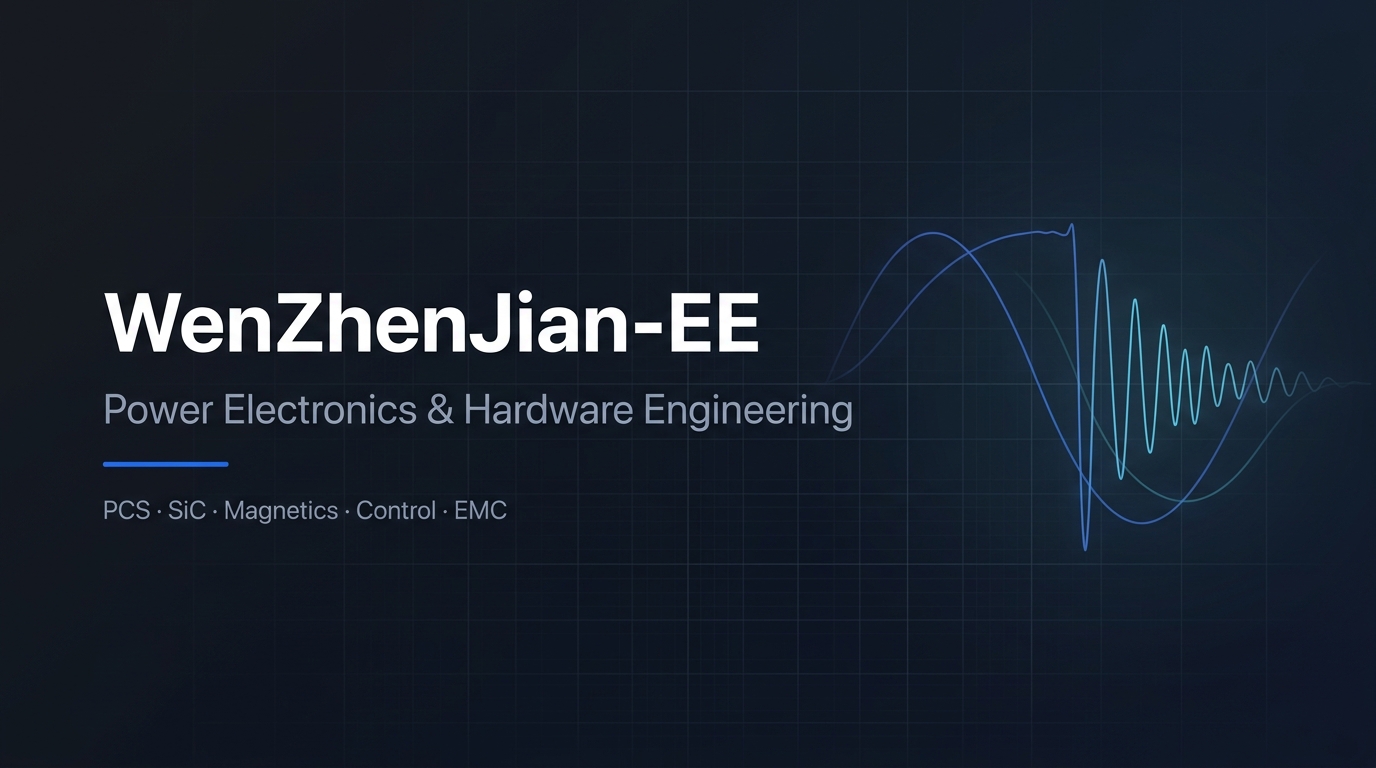 WenZhenJian-EE
Power Electronics & Hardware Engineering
PCS · SiC · Magnetics · Control · EMC